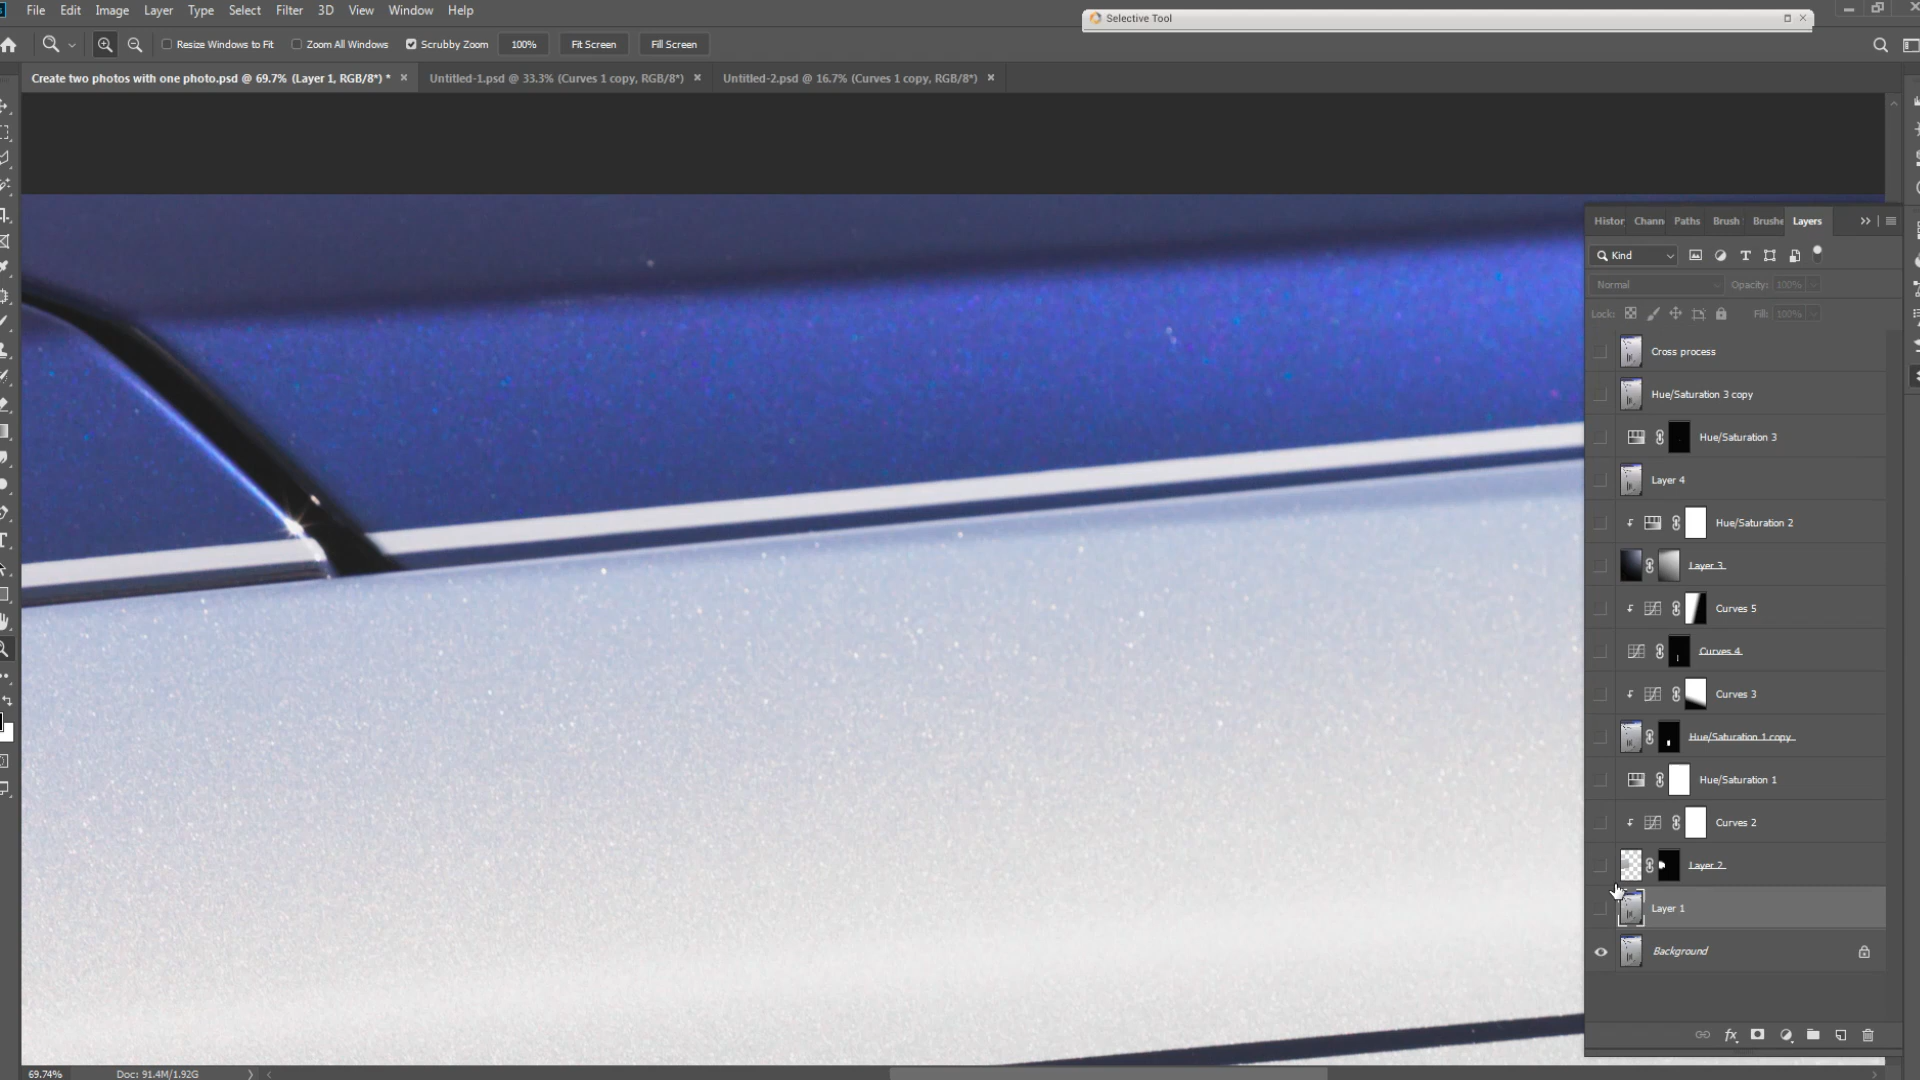 File Edit Image Layer Type Select Filter 3D View Window Help
Selective Tool
Resize Windows to Fit Zoom All Windows Scrubby Zoom 100% Fit Screen Fill Screen
Create two photos with one photo.psd @ 69.7% (Layer 1, RGB/8*) * × Untitled-1.psd @ 33.3% (Curves 1 copy, RGB/8*) × Untitled-2.psd @ 16.7% (Curves 1 copy, RGB/8*) ×
Histor Chann Paths Brush Brushe Layers
Kind
Normal Opacity: 100%
Lock: Fill: 100%
Cross process
Hue/Saturation 3 copy
Hue/Saturation 3
Layer 4
Hue/Saturation 2
Layer 3
Curves 5
Curves 4
Curves 3
Hue/Saturation 1 copy
Hue/Saturation 1
Curves 2
Layer 2
Layer 1
Background
fx
69.74% Doc: 91.4M/1.92G